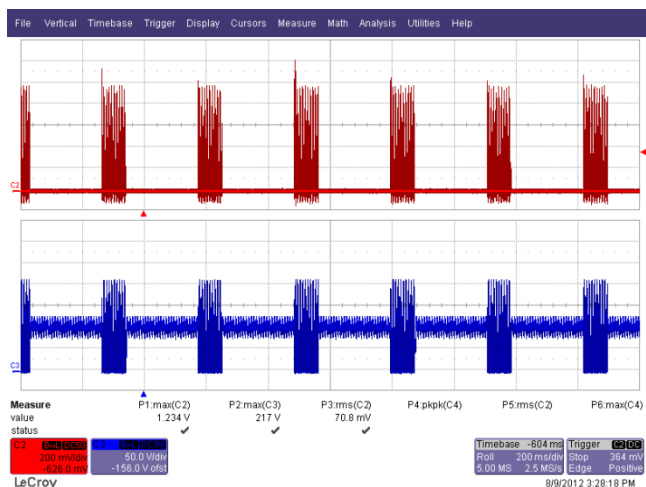 File Vertical Timebase Trigger Display Cursors Measure Math Analysis Utilities Help
C2
C3
Measure P1:max(C2) P2:max(C3) P3:rms(C2) P4:pkpk(C4) P5:rms(C2) P6:max(C4)
value 1.234 V 217 V 70.8 mV
status
C2 BwL DC50
200 mV/div
-626.0 mV
50.0 V/div
-156.0 V ofst
Timebase -604 ms
Roll 200 ms/div
5.00 MS 2.5 MS/s
Trigger C2 DC
Stop 364 mV
Edge Positive
LeCroy
8/9/2012 3:28:18 PM